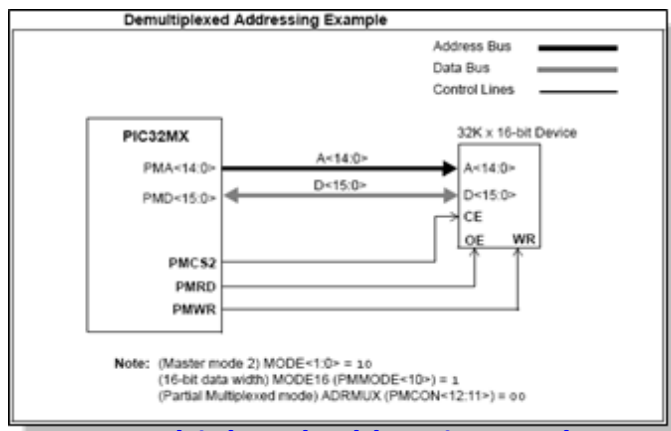 Demultiplexed Addressing Example
Address Bus
Data Bus
Control Lines
PIC32MX
32K x 16-bit Device
PMA<14:0>
A<14:0>
A<14:0>
PMD<15:0>
D<15:0>
D<15:0>
CE
OE WR
PMCS2
PMRD
PMWR
Note: (Master mode 2) MODE<1:0> = 10
(16-bit data width) MODE16 (PMMODE<10>) = 1
(Partial Multiplexed mode) ADRMUX (PMCON<12:11>) = 00